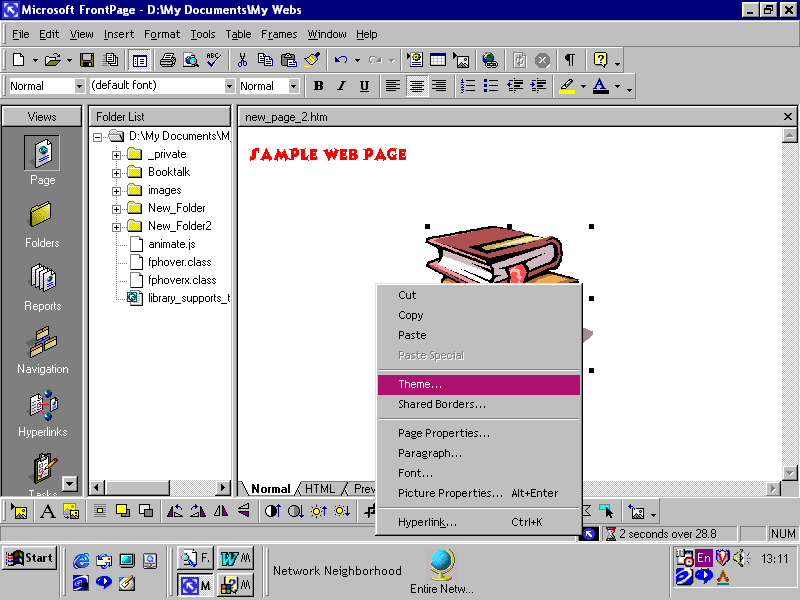 Microsoft FrontPage - D:\My Documents\My Webs
File Edit View Insert Format Tools Table Frames Window Help
Normal (default font) Normal B I U A
Views Folder List new_page_2.htm
D:\My Documents\M
_private
Booktalk
images
New_Folder
New_Folder2
animate.js
fphover.class
fphoverx.class
library_supports_t
Page
Folders
Reports
Navigation
Hyperlinks
Tasks
SAMPLE WEB PAGE
Cut
Copy
Paste
Paste Special
Theme...
Shared Borders...
Page Properties...
Paragraph...
Font...
Picture Properties... Alt+Enter
Hyperlink... Ctrl+K
Normal HTML Prev
A
2 seconds over 28.8 NUM
Start F. W M
M M
Network Neighborhood
Entire Netw...
En 13:11